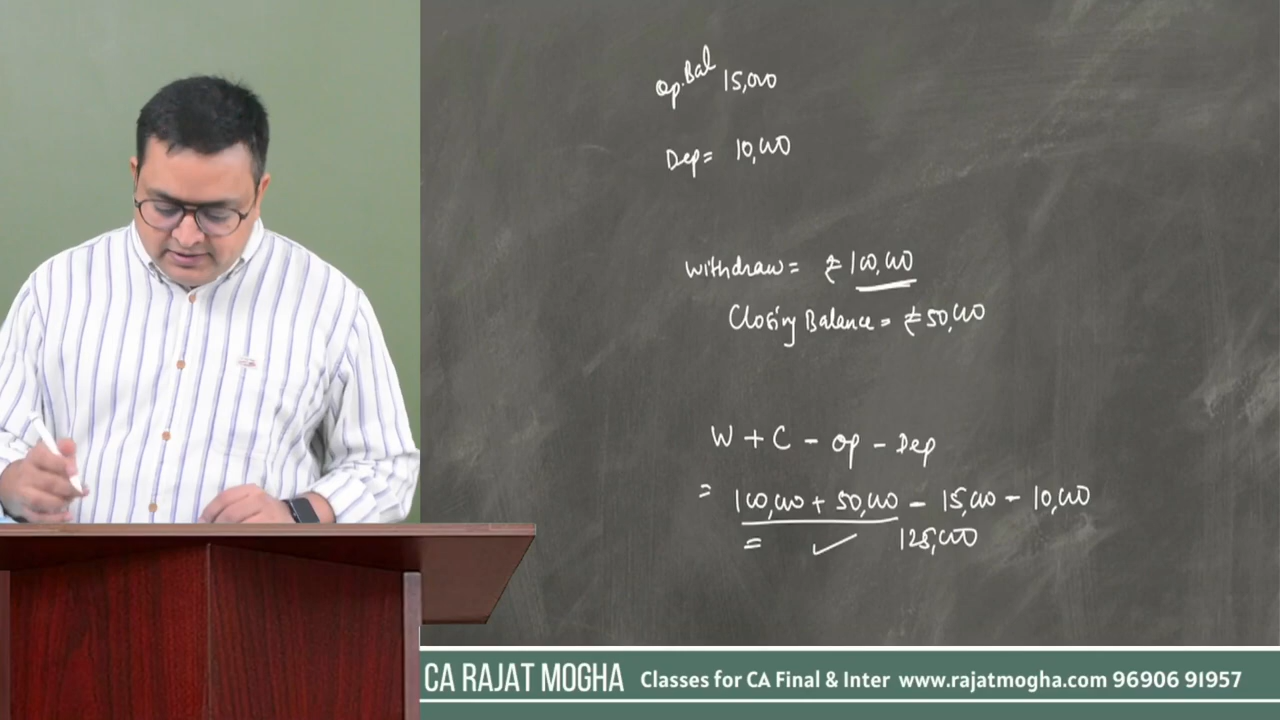 Op. Bal 15,000
Dep = 10,000
Withdraw = ₹ 100,000
Closing Balance = ₹ 50,000
W + C - Op - Dep
= 100,000 + 50,000 - 15,000 - 10,000
= ✓ 125,000
CA RAJAT MOGHA Classes for CA Final & Inter www.rajatmogha.com 96906 91957